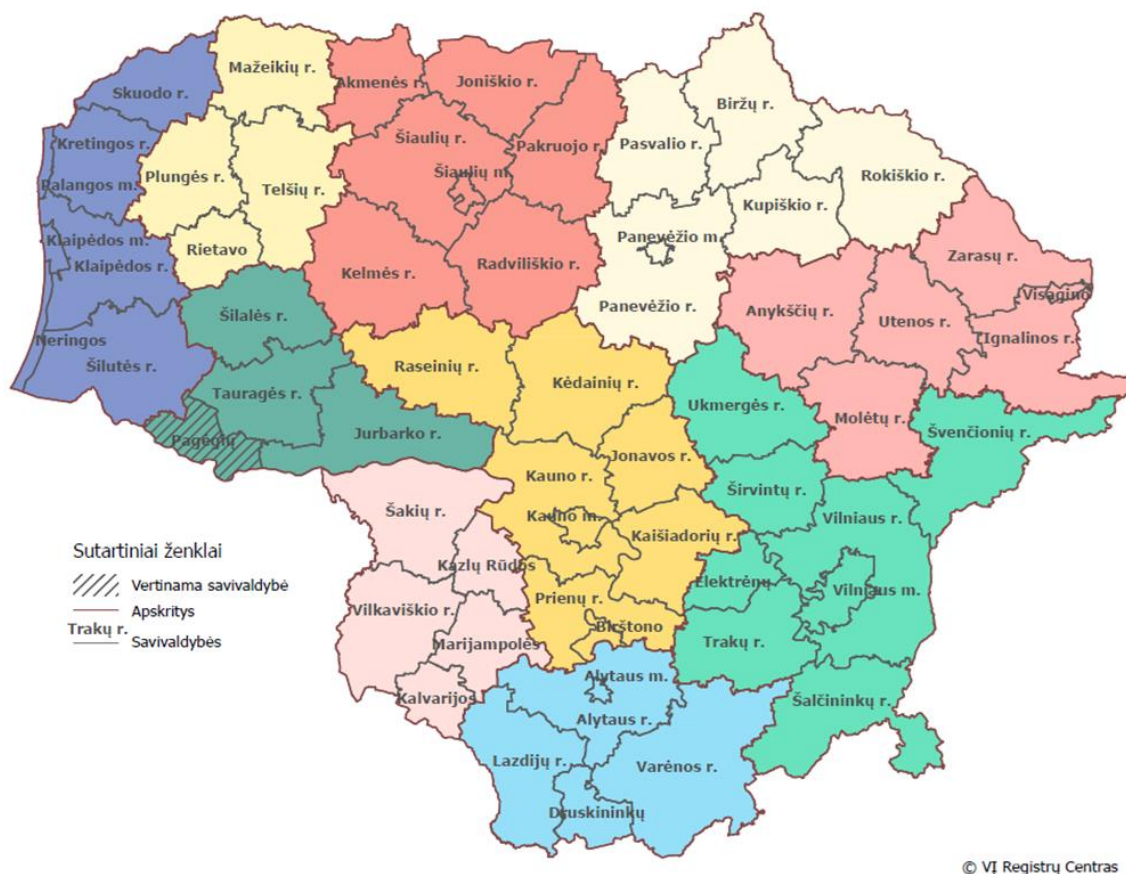 Mažeikių r.
Skuodo r.
Akmenės r.
Joniškio r.
Biržų r.
Kretingos r.
Šiaulių r.
Pakruojo r.
Pasvalio r.
Palangos m.
Plungės r.
Telšių r.
Šiaulių m.
Rokiškio r.
Kupiškio r.
Klaipėdos m.
Rietavo
Panevėžio m.
Klaipėdos r.
Kelmės r.
Radviliškio r.
Zarasų r.
Visagino
Panevėžio r.
Anykščių r.
Utenos r.
Ignalinos r.
Šilalės r.
Neringos
Šilutės r.
Raseinių r.
Kėdainių r.
Tauragės r.
Ukmergės r.
Molėtų r.
Švenčionių r.
Pagėgių
Jurbarko r.
Jonavos r.
Kauno r.
Širvintų r.
Šakių r.
Kauno m.
Kaišiadorių r.
Vilniaus r.
Kazlų Rūdos
Elektrėnų
Vilniaus m.
Vilkaviškio r.
Prienų r.
Birštono
Marijampolės
Trakų r.
Kalvarijos
Alytaus m.
Šalčininkų r.
Alytaus r.
Lazdijų r.
Varėnos r.
Druskininkų
Sutartiniai ženklai
Vertinama savivaldybė
Apskritys
Trakų r.
Savivaldybės
© VĮ Registrų Centras